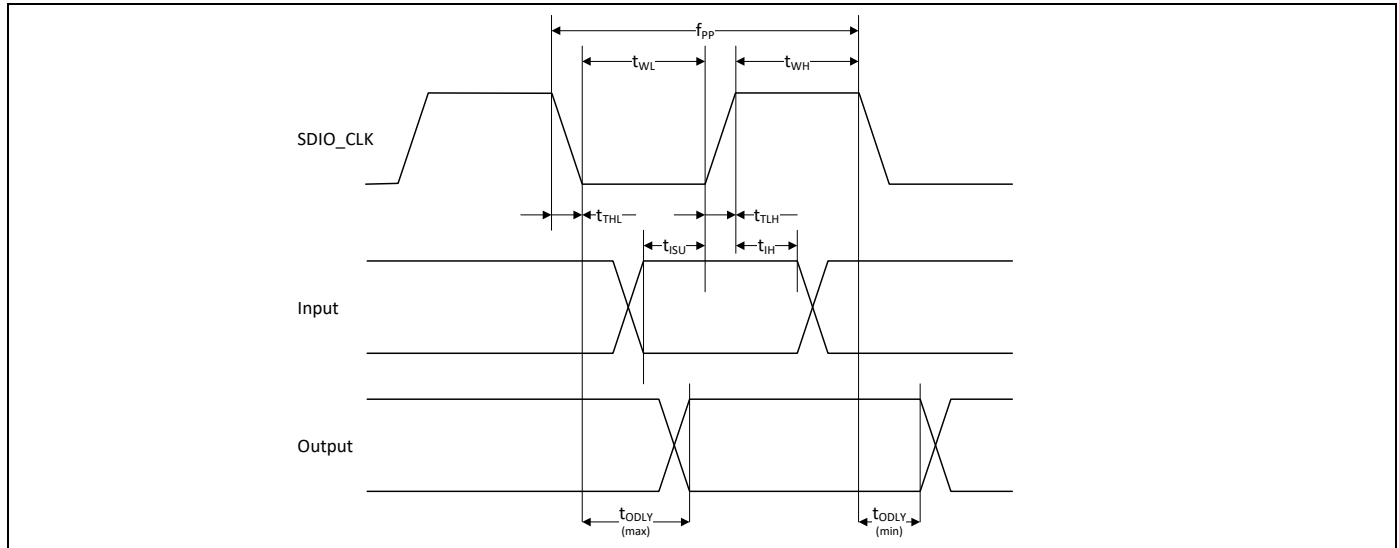 fPP
tWL
tWH
SDIO_CLK
tTHL
tTLH
tISU
tIH
Input
Output
tODLY
(max)
tODLY
(min)